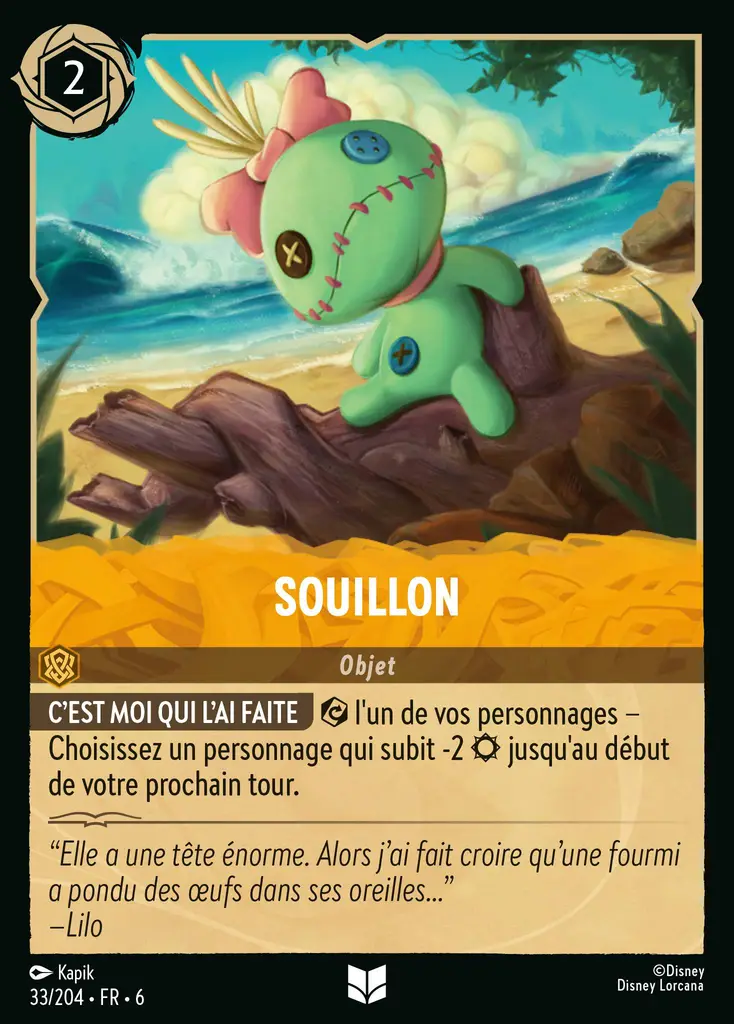 2
SOUILLON
Objet
C'EST MOI QUI L'AI FAITE l'un de vos personnages –
Choisissez un personnage qui subit -2 jusqu'au début
de votre prochain tour.
“Elle a une tête énorme. Alors j'ai fait croire qu'une fourmi
a pondu des œufs dans ses oreilles...”
–Lilo
Kapik
33/204 • FR • 6
©Disney
Disney Lorcana